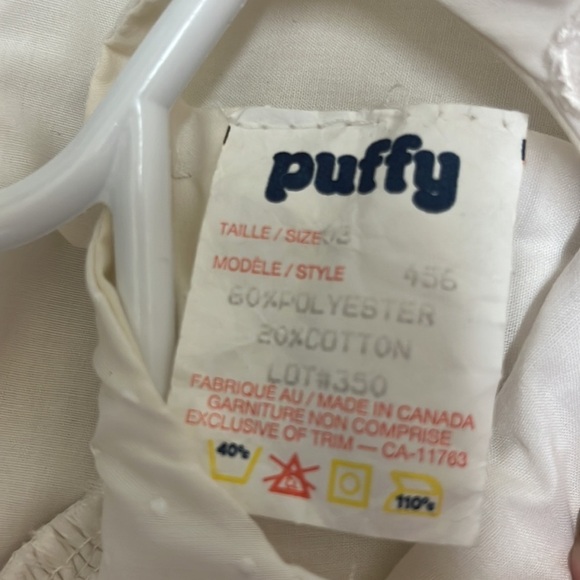 puffy
TAILLE / SIZE
MODÈLE / STYLE 456
80%POLYESTER
20%COTTON
LOT#350
FABRIQUÉ AU / MADE IN CANADA
GARNITURE NON COMPRISE
EXCLUSIVE OF TRIM — CA-11763
40°c 110°c